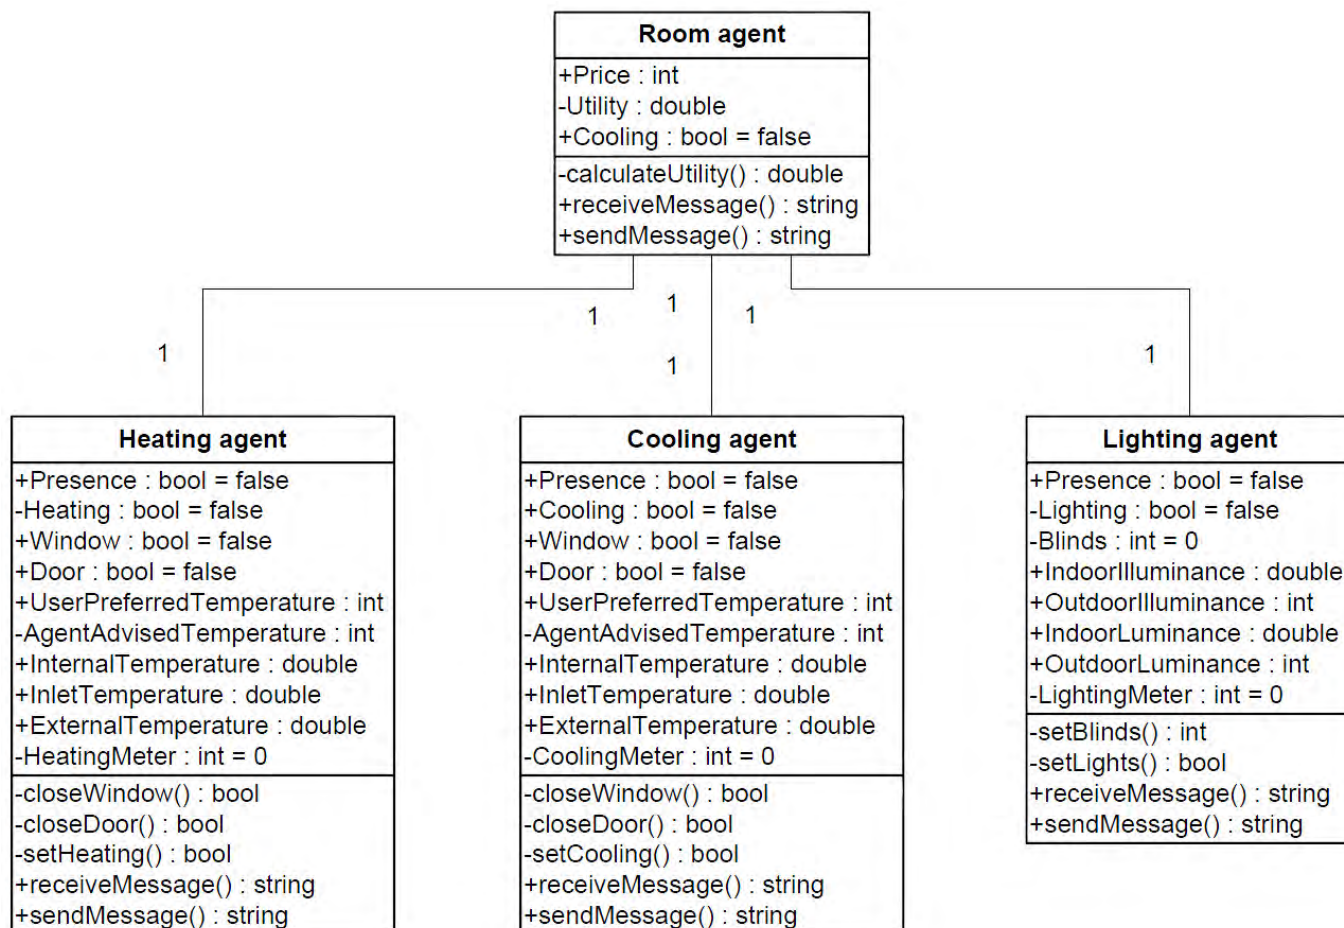 Room agent
+Price : int
-Utility : double
+Cooling : bool = false
-calculateUtility() : double
+receiveMessage() : string
+sendMessage() : string
1
1
1
1
1
1
Heating agent
+Presence : bool = false
-Heating : bool = false
+Window : bool = false
+Door : bool = false
+UserPreferredTemperature : int
-AgentAdvisedTemperature : int
+InternalTemperature : double
+InletTemperature : double
+ExternalTemperature : double
-HeatingMeter : int = 0
-closeWindow() : bool
-closeDoor() : bool
-setHeating() : bool
+receiveMessage() : string
+sendMessage() : string
Cooling agent
+Presence : bool = false
+Cooling : bool = false
+Window : bool = false
+Door : bool = false
+UserPreferredTemperature : int
-AgentAdvisedTemperature : int
+InternalTemperature : double
+InletTemperature : double
+ExternalTemperature : double
-CoolingMeter : int = 0
-closeWindow() : bool
-closeDoor() : bool
-setCooling() : bool
+receiveMessage() : string
+sendMessage() : string
Lighting agent
+Presence : bool = false
-Lighting : bool = false
-Blinds : int = 0
+IndoorIlluminance : double
+OutdoorIlluminance : int
+IndoorLuminance : double
+OutdoorLuminance : int
-LightingMeter : int = 0
-setBlinds() : int
-setLights() : bool
+receiveMessage() : string
+sendMessage() : string